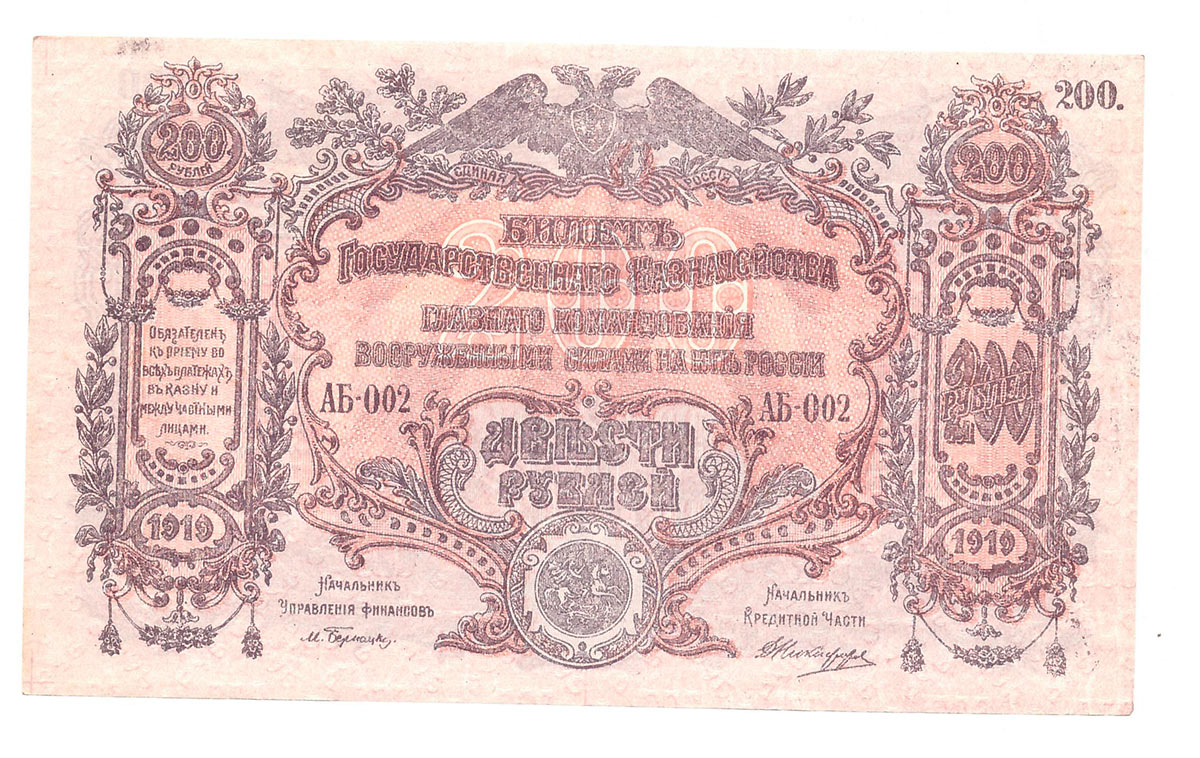 200.
200
РУБЛЕЙ
200
ЕДИНАЯ РОССІЯ
БИЛЕТЪ
ГОСУДАРСТВЕННАГО КАЗНАЧЕЙСТВА
ГЛАВНАГО КОМАНДОВАНІЯ
ВООРУЖЕННЫМИ СИЛАМИ НА ЮГѢ РОССІИ
200
АБ-002
АБ-002
ДВѢСТИ
РУБЛЕЙ
ОБЯЗАТЕЛЕНЪ
КЪ ПРІЕМУ ВО
ВСѢХЪ ПЛАТЕЖАХЪ
ВЪ КАЗНУ И
МЕЖДУ ЧАСТНЫМИ
ЛИЦАМИ.
200
РУБЛЕЙ
1919
1919
НАЧАЛЬНИКЪ
УПРАВЛЕНІЯ ФИНАНСОВЪ
НАЧАЛЬНИКЪ
КРЕДИТНОЙ ЧАСТИ